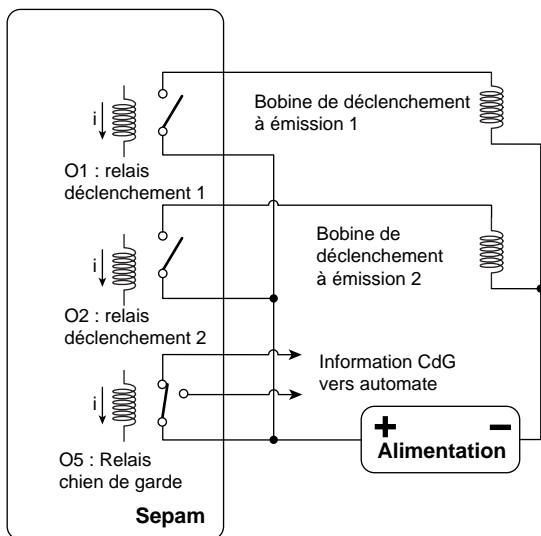 Bobine de déclenchement
à émission 1
i
O1 : relais
déclenchement 1
Bobine de
déclenchement
à émission 2
i
O2 : relais
déclenchement 2
Information CdG
vers automate
i
+ –
Alimentation
O5 : Relais
chien de garde
Sepam